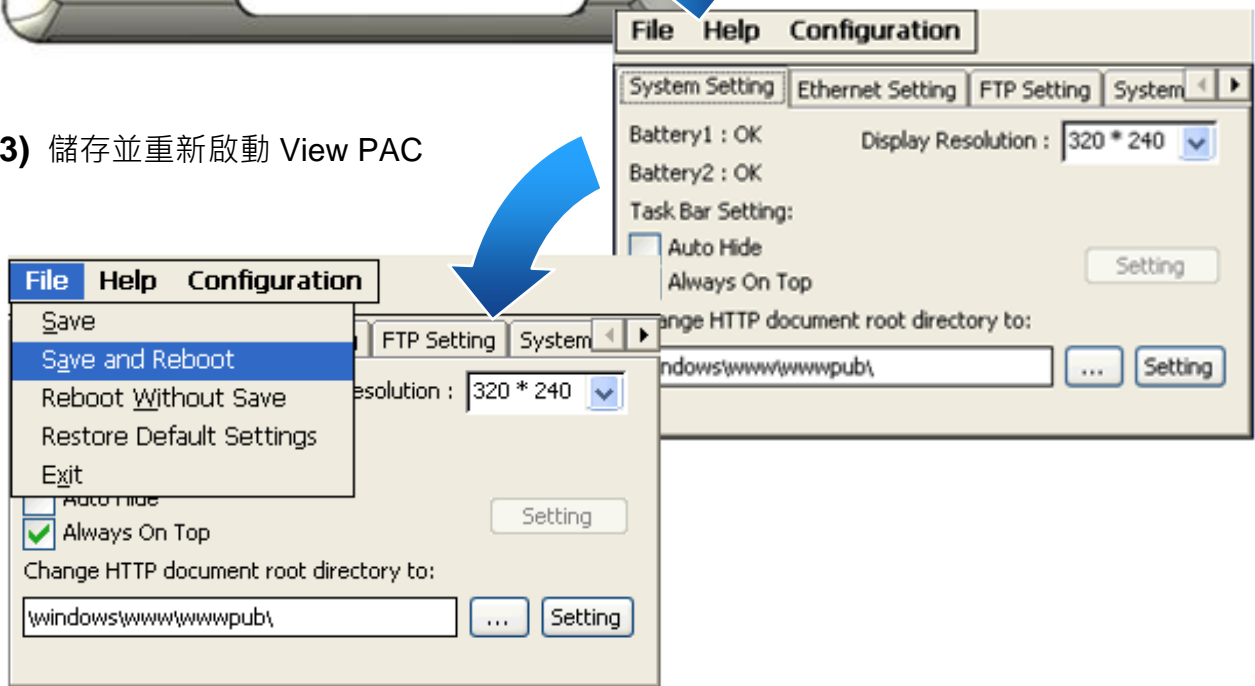 File Help Configuration
System Setting Ethernet Setting FTP Setting System
Battery1 : OK Display Resolution : 320 * 240
Battery2 : OK
Task Bar Setting:
Auto Hide
Always On Top
Setting
ange HTTP document root directory to:
ndows\www\wwwpub\ ... Setting
3) 儲存並重新啟動 View PAC
File Help Configuration
Save
Save and Reboot
Reboot Without Save
Restore Default Settings
Exit
FTP Setting System
esolution : 320 * 240
Auto Hide
Always On Top
Setting
Change HTTP document root directory to:
\windows\www\wwwpub\ ... Setting